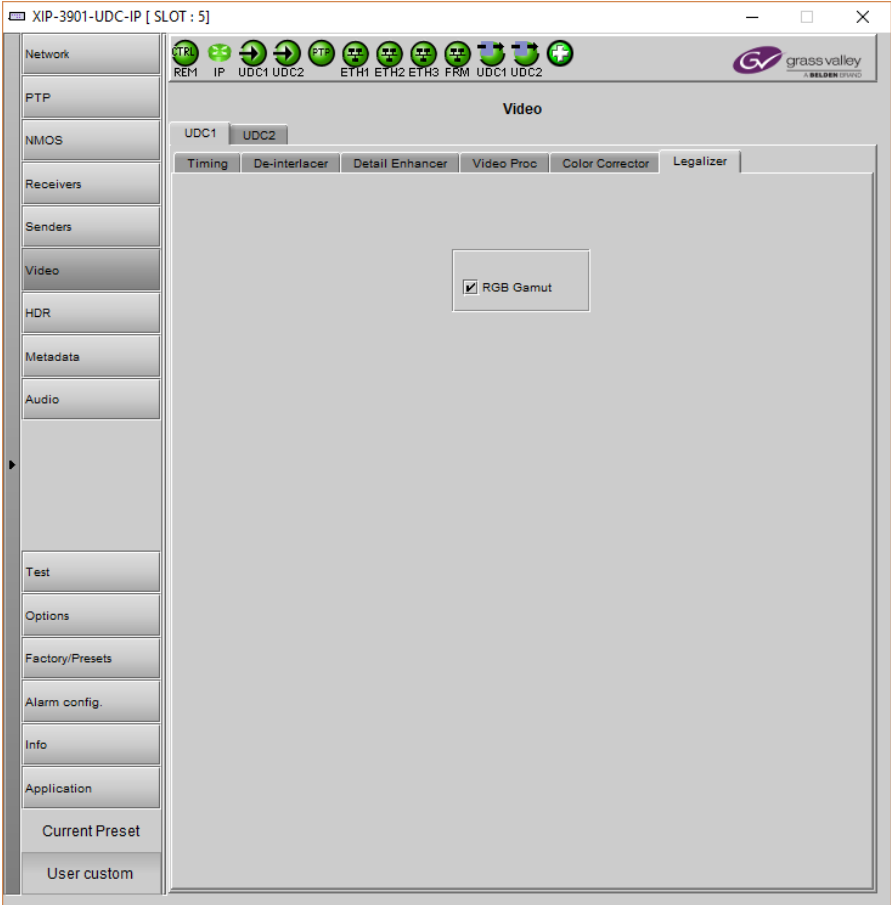 XIP-3901-UDC-IP [ SLOT : 5]
Network
PTP
NMOS
Receivers
Senders
Video
HDR
Metadata
Audio
Test
Options
Factory/Presets
Alarm config.
Info
Application
Current Preset
User custom
CTRL PTP
REM IP UDC1 UDC2 ETH1 ETH2 ETH3 FRM UDC1 UDC2
GV grass valley
A BELDEN BRAND
Video
UDC1 UDC2
Timing De-interlacer Detail Enhancer Video Proc Color Corrector Legalizer
RGB Gamut